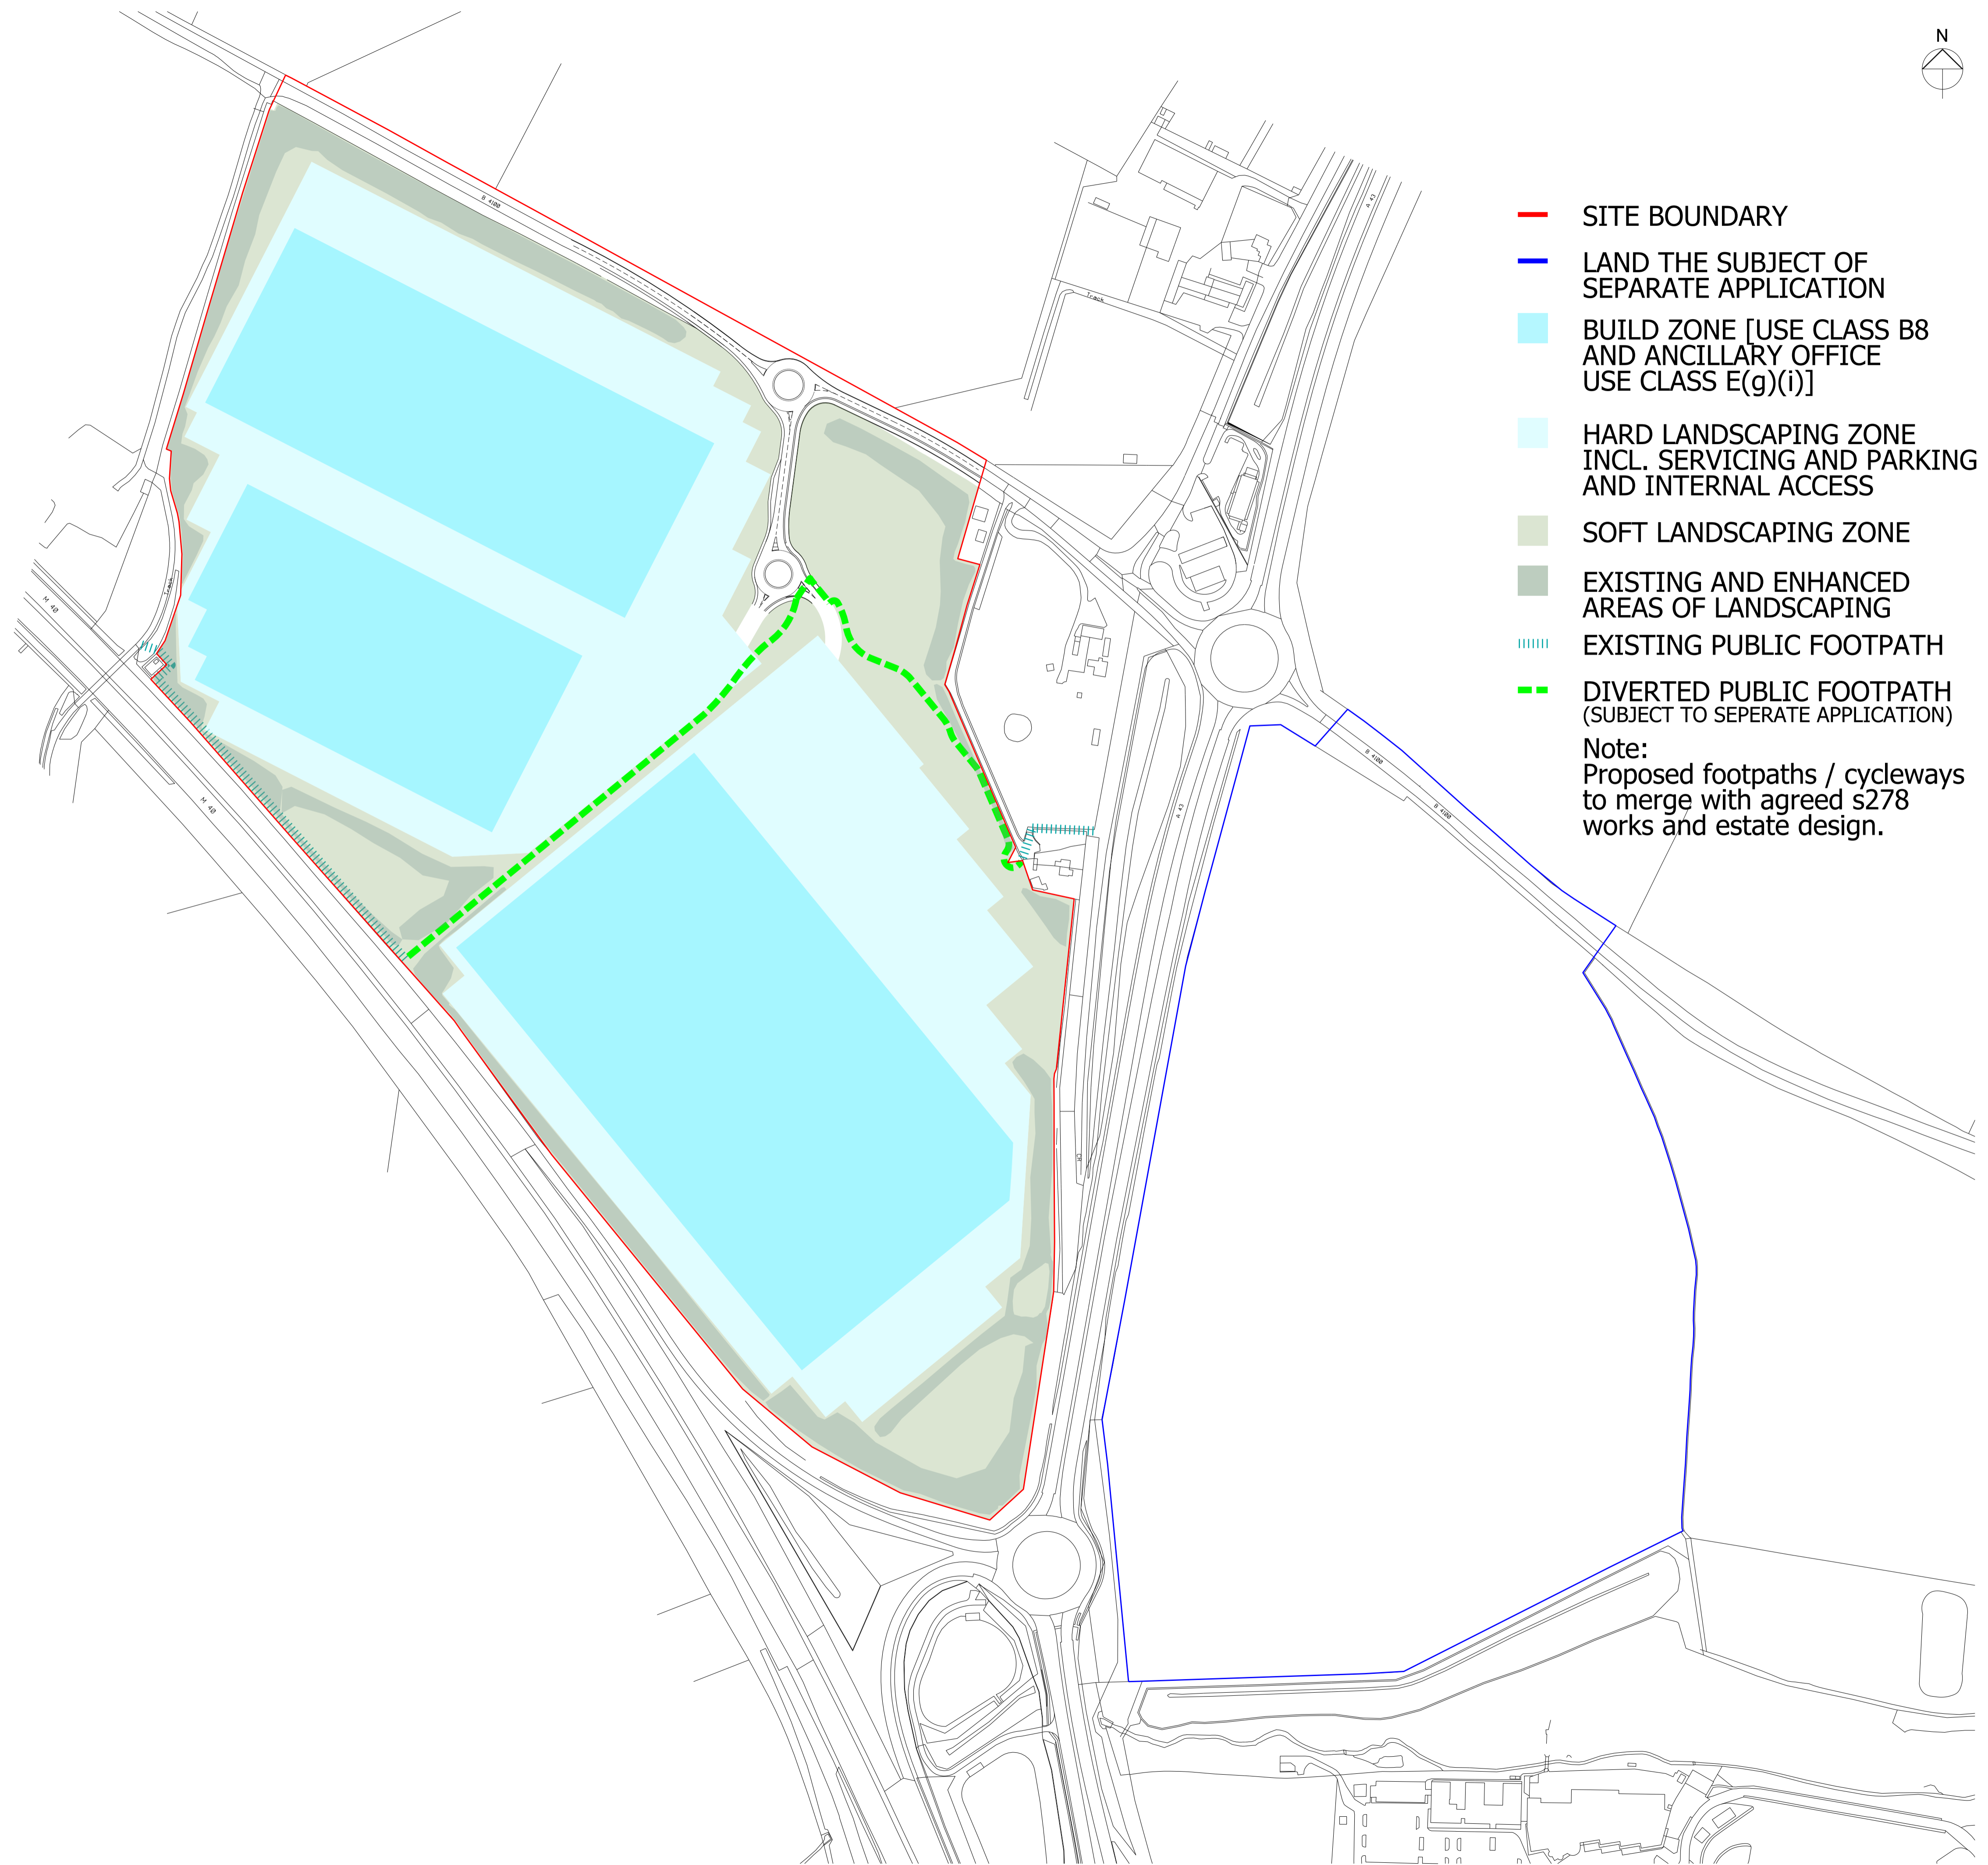 N
SITE BOUNDARY
LAND THE SUBJECT OF
SEPARATE APPLICATION
BUILD ZONE [USE CLASS B8
AND ANCILLARY OFFICE
USE CLASS E(g)(i)]
HARD LANDSCAPING ZONE
INCL. SERVICING AND PARKING
AND INTERNAL ACCESS
SOFT LANDSCAPING ZONE
EXISTING AND ENHANCED
AREAS OF LANDSCAPING
EXISTING PUBLIC FOOTPATH
DIVERTED PUBLIC FOOTPATH
(SUBJECT TO SEPERATE APPLICATION)
Note:
Proposed footpaths / cycleways
to merge with agreed s278
works and estate design.
B 4100
A 43
Track
Track
M 40
M 40
A 43
B 4100
B 4100